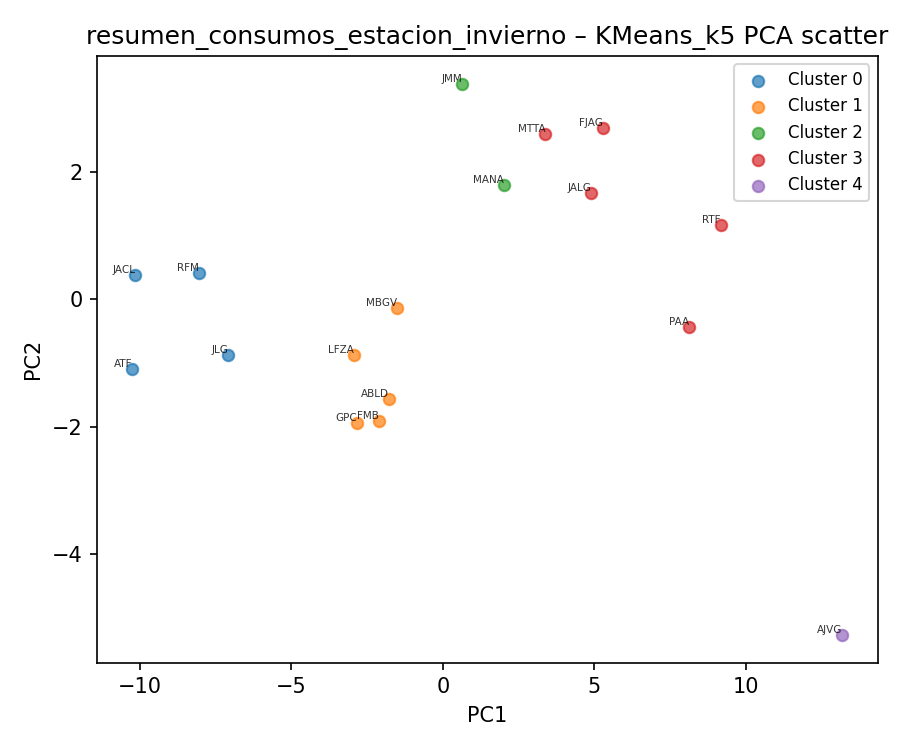 resumen_consumos_estacion_invierno – KMeans_k5 PCA scatter
Cluster 0
Cluster 1
Cluster 2
Cluster 3
Cluster 4
JMM
MTTA
FJAG
MANA
JALG
RTF
JACL
RFM
MBGV
PAA
ATF
JLG
LFZA
ABLD
GPC
FMB
AJVG
2
0
−2
−4
PC2
−10
−5
0
5
10
PC1